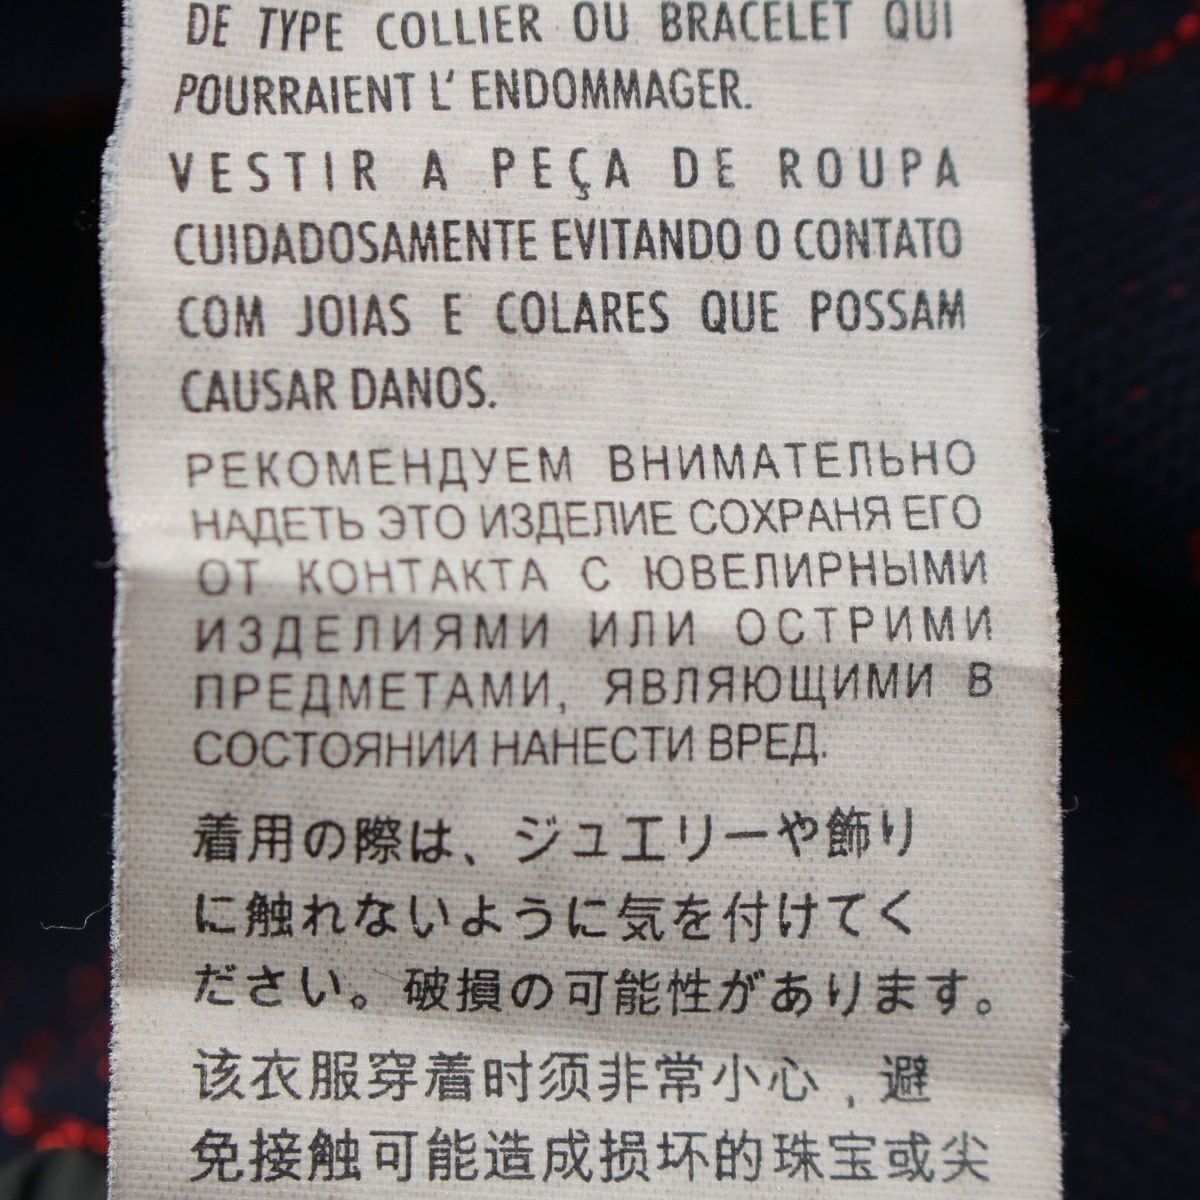 DE TYPE COLLIER OU BRACELET QUI
POURRAIENT L' ENDOMMAGER.
VESTIR A PEÇA DE ROUPA
CUIDADOSAMENTE EVITANDO O CONTATO
COM JOIAS E COLARES QUE POSSAM
CAUSAR DANOS.
РЕКОМЕНДУЕМ ВНИМАТЕЛЬНО
НАДЕТЬ ЭТО ИЗДЕЛИЕ СОХРАНЯ ЕГО
ОТ КОНТАКТА С ЮВЕЛИРНЫМИ
ИЗДЕЛИЯМИ ИЛИ ОСТРИМИ
ПРЕДМЕТАМИ, ЯВЛЯЮЩИМИ В
СОСТОЯНИИ НАНЕСТИ ВРЕД.
着用の際は、ジュエリーや飾り
に触れないように気を付けてく
ださい。破損の可能性があります。
该衣服穿着时须非常小心，避
免接触可能造成损坏的珠宝或尖